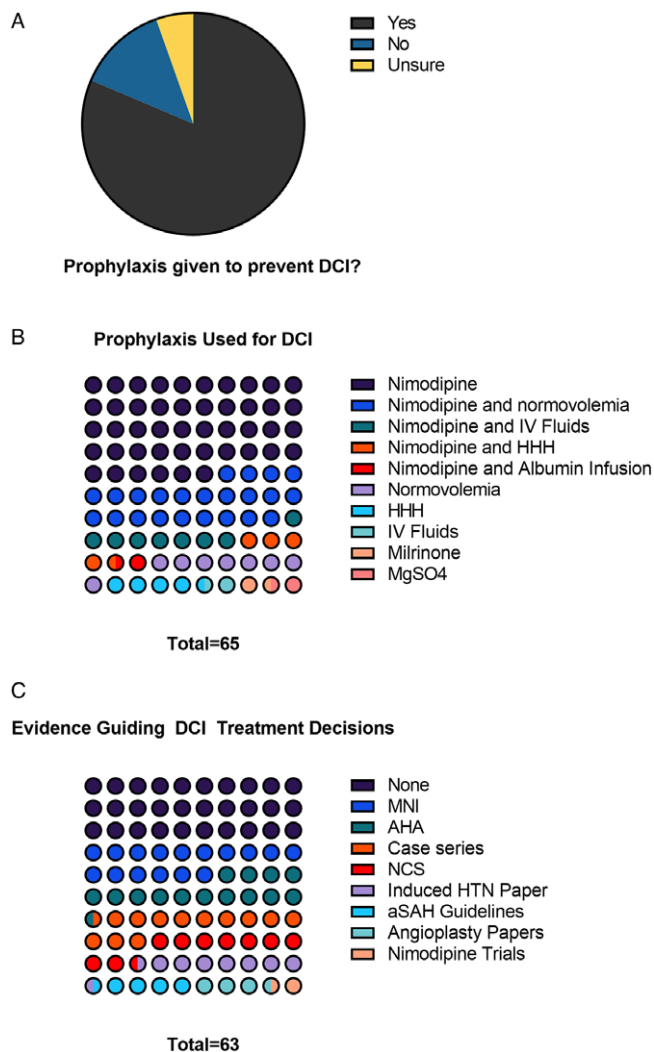 A
Yes
No
Unsure
Prophylaxis given to prevent DCI?
B
Prophylaxis Used for DCI
Nimodipine
Nimodipine and normovolemia
Nimodipine and IV Fluids
Nimodipine and HHH
Nimodipine and Albumin Infusion
Normovolemia
HHH
IV Fluids
Milrinone
MgSO4
Total=65
C
Evidence Guiding DCI Treatment Decisions
None
MNI
AHA
Case series
NCS
Induced HTN Paper
aSAH Guidelines
Angioplasty Papers
Nimodipine Trials
Total=63